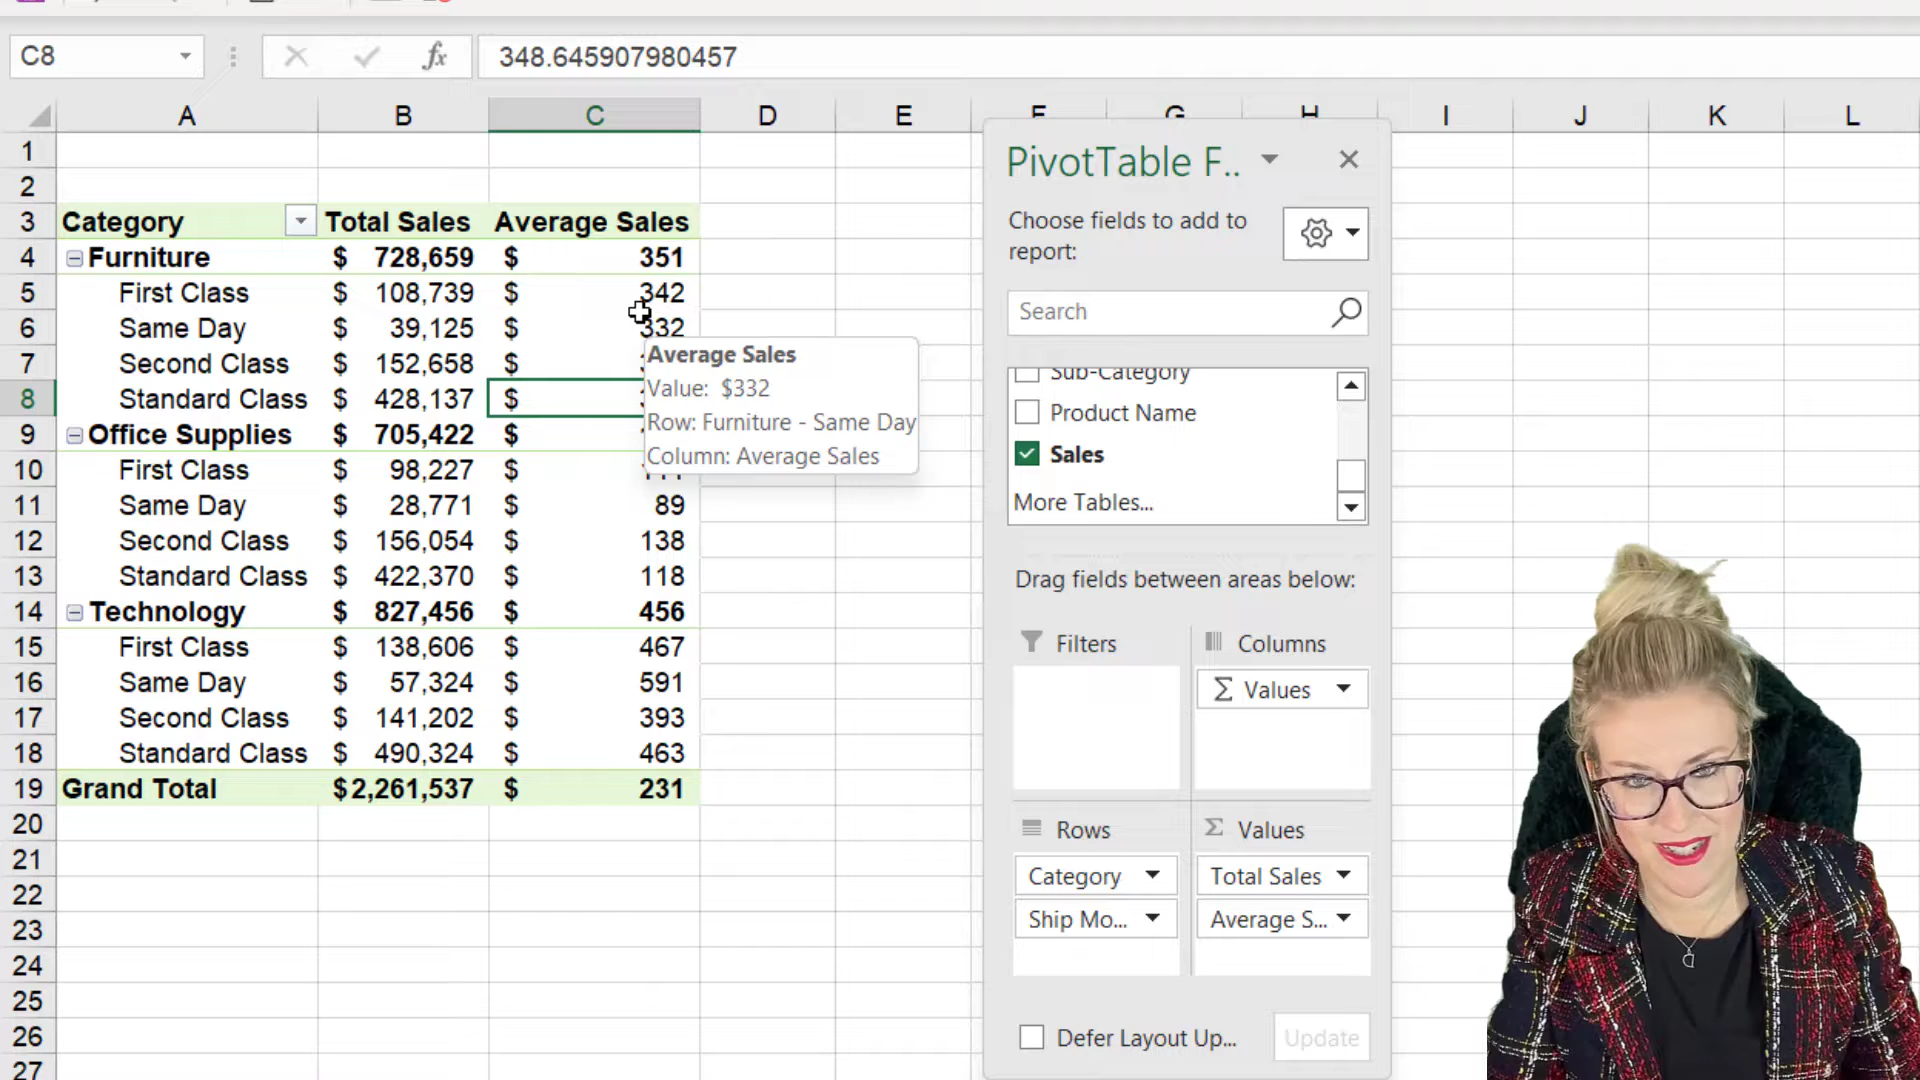 C8
fx
348.645907980457
A B C D E F G H I J K L
1
2
3 Category Total Sales Average Sales
4 Furniture $ 728,659 $ 351
5 First Class $ 108,739 $ 342
6 Same Day $ 39,125 $ 332
7 Second Class $ 152,658 $
8 Standard Class $ 428,137 $
9 Office Supplies $ 705,422 $
10 First Class $ 98,227 $
11 Same Day $ 28,771 $ 89
12 Second Class $ 156,054 $ 138
13 Standard Class $ 422,370 $ 118
14 Technology $ 827,456 $ 456
15 First Class $ 138,606 $ 467
16 Same Day $ 57,324 $ 591
17 Second Class $ 141,202 $ 393
18 Standard Class $ 490,324 $ 463
19 Grand Total $2,261,537 $ 231
20
21
22
23
24
25
26
27
Average Sales
Value: $332
Row: Furniture - Same Day
Column: Average Sales
PivotTable F..
Choose fields to add to
report:
Search
Sub-Category
Product Name
Sales
More Tables...
Drag fields between areas below:
Filters
Columns
Σ Values
Rows
Σ Values
Category
Total Sales
Ship Mo...
Average S...
Defer Layout Up...
Update